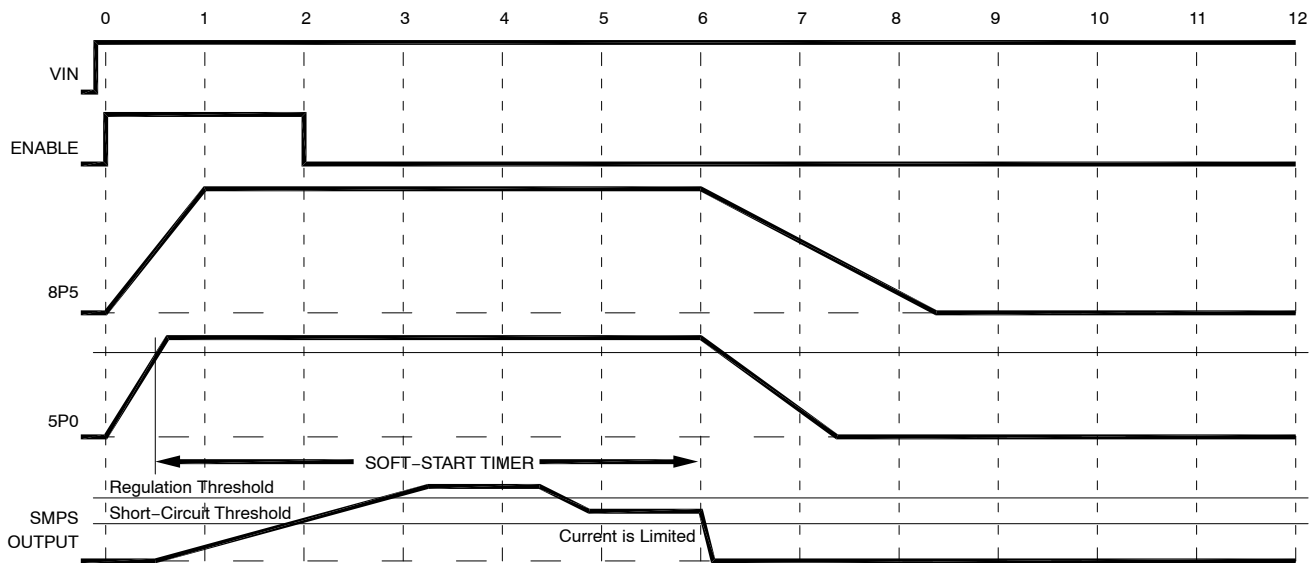 0 1 2 3 4 5 6 7 8 9 10 11 12
VIN
ENABLE
8P5
5P0
SOFT−START TIMER
Regulation Threshold
Short−Circuit Threshold
SMPS
OUTPUT
Current is Limited